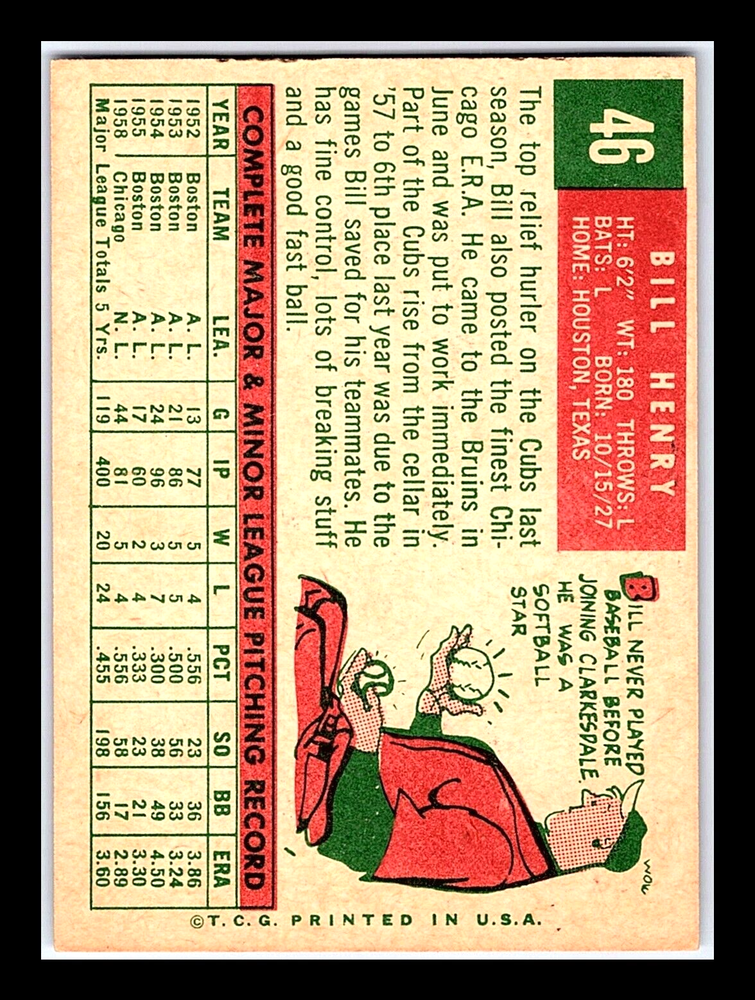 46
BILL HENRY
HT: 6'2" WT: 180 THROWS: L
BATS: L BORN: 10/15/27
HOME: HOUSTON, TEXAS
The top relief hurler on the Cubs last
season, Bill also posted the finest Chi-
cago E.R.A. He came to the Bruins in
June and was put to work immediately.
Part of the Cubs rise from the cellar in
'57 to 6th place last year was due to the
games Bill saved for his teammates. He
has fine control, lots of breaking stuff
and a good fast ball.
BILL NEVER PLAYED
BASEBALL BEFORE
JOINING CLARKESDALE.
HE WAS A
SOFTBALL
STAR
COMPLETE MAJOR & MINOR LEAGUE PITCHING RECORD
YEAR TEAM LEA. G IP W L PCT SO BB ERA
1952 Boston A. L. 13 77 5 4 .556 23 36 3.86
1953 Boston A. L. 21 86 5 5 .500 56 33 3.24
1954 Boston A. L. 24 96 3 7 .300 38 49 4.50
1955 Boston A. L. 17 60 2 4 .333 23 21 3.30
1958 Chicago N. L. 44 81 5 4 .556 58 17 2.89
Major League Totals 5 Yrs. 119 400 20 24 .455 198 156 3.60
© T. C. G. PRINTED IN U. S. A.